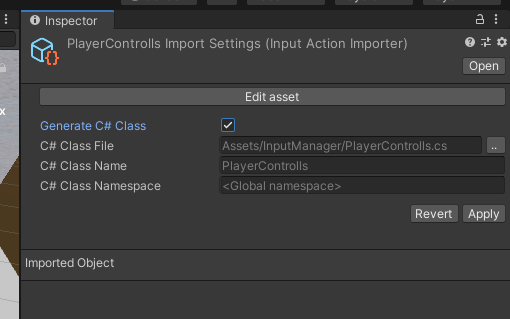 Inspector
PlayerControlls Import Settings (Input Action Importer)
Open
Edit asset
Generate C# Class
C# Class File Assets/InputManager/PlayerControlls.cs ..
C# Class Name PlayerControlls
C# Class Namespace <Global namespace>
Revert Apply
Imported Object